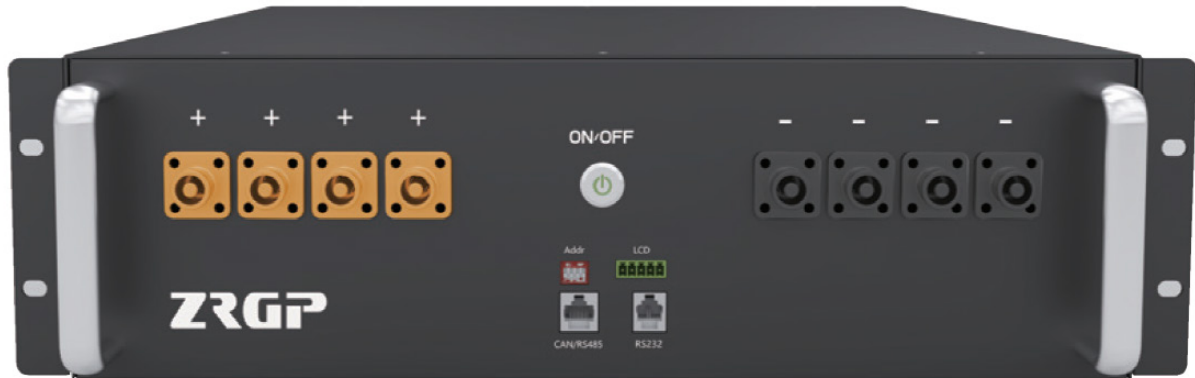 + + + +
- - - -
ON/OFF
Addr
LCD
ZRGP
CAN/RS485
RS232